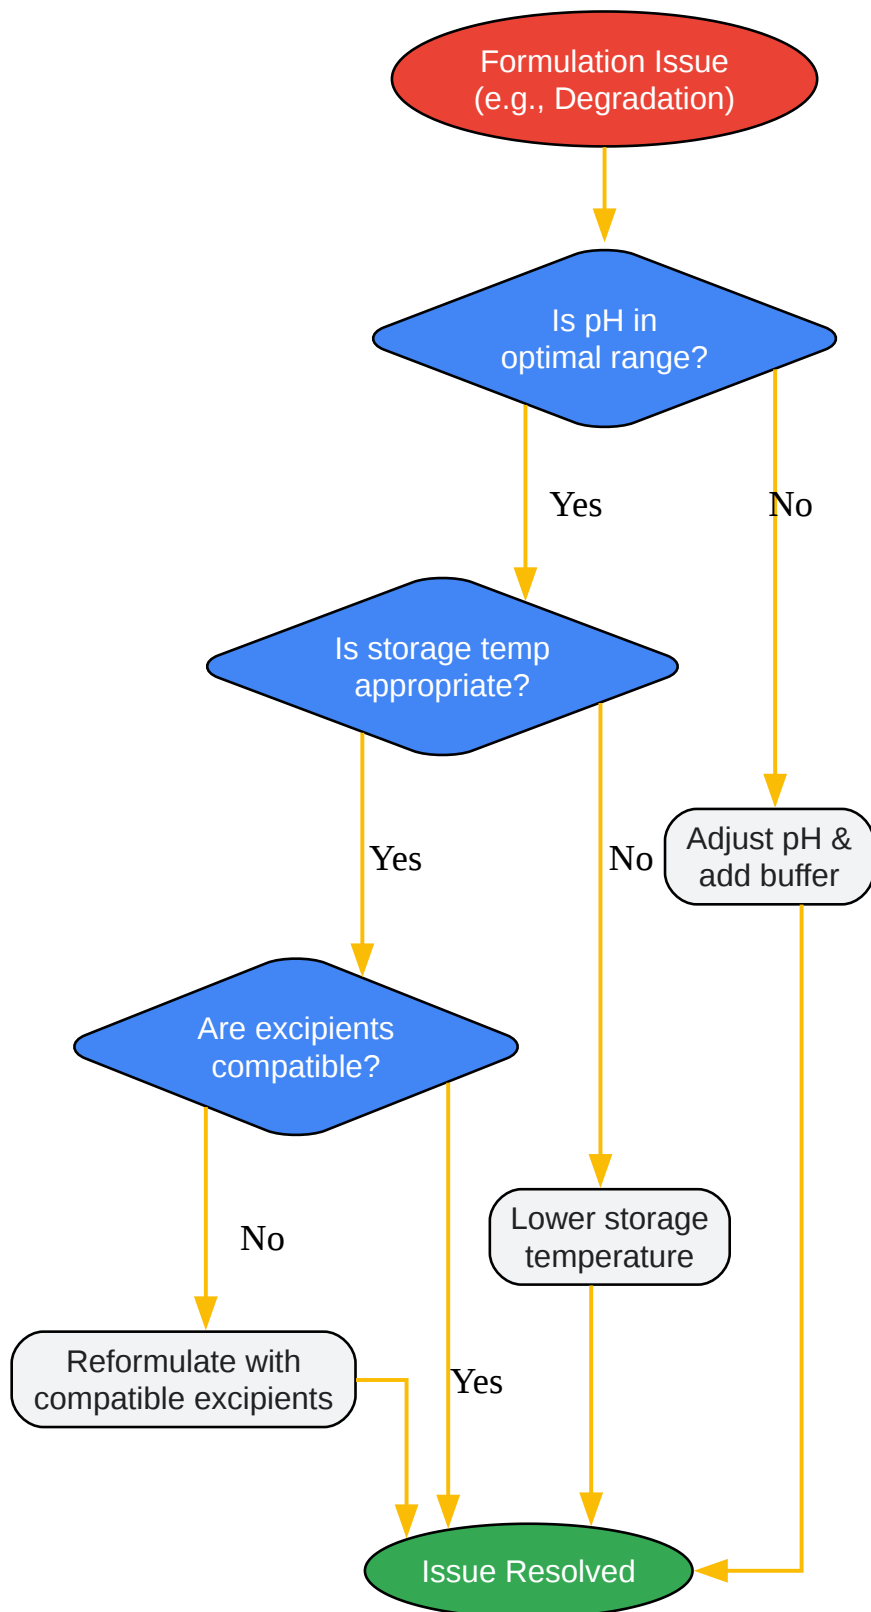 Formulation Issue
(e.g., Degradation)
Is pH in
optimal range?
Yes
No
Is storage temp
appropriate?
Yes
No
Adjust pH &
add buffer
Are excipients
compatible?
No
Lower storage
temperature
Reformulate with
compatible excipients
Yes
Issue Resolved